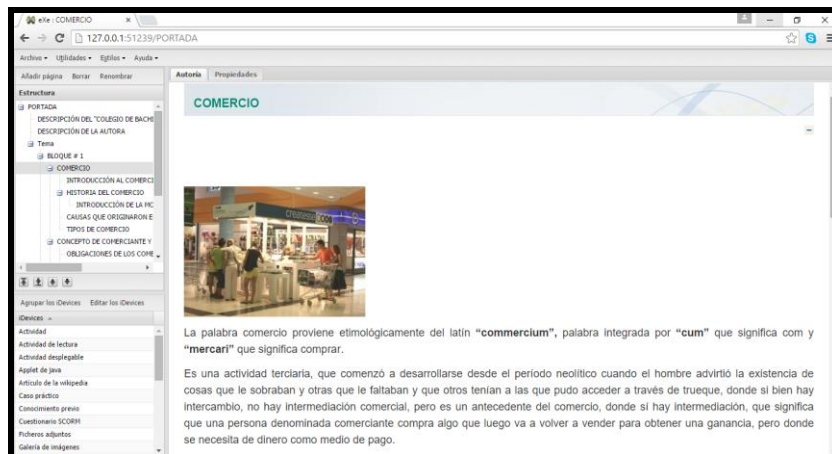 eXe : COMERCIO
127.0.0.1:51239/PORTADA
Archivo Utilidades Estilos Ayuda
Añadir página Borrar Renombrar
Estructura
PORTADA
DESCRIPCIÓN DEL "COLEGIO DE BACHI
DESCRIPCIÓN DE LA AUTORA
Tema
BLOQUE # 1
COMERCIO
INTRODUCCIÓN AL COMERCI
HISTORIA DEL COMERCIO
INTRODUCCIÓN DE LA MC
CAUSAS QUE ORIGINARON E
TIPOS DE COMERCIO
CONCEPTO DE COMERCIANTE Y
OBLIGACIONES DE LOS COME
Agrupar los iDevices Editar los iDevices
iDevices
Actividad
Actividad de lectura
Actividad desplegable
Applet de Java
Artículo de la wikipedia
Caso práctico
Conocimiento previo
Cuestionario SCORM
Ficheros adjuntos
Galería de imágenes
Autoría Propiedades
COMERCIO
La palabra comercio proviene etimológicamente del latín “commercium”, palabra integrada por “cum” que significa com y
“mercari” que significa comprar.
Es una actividad terciaria, que comenzó a desarrollarse desde el período neolítico cuando el hombre advirtió la existencia de
cosas que le sobraban y otras que le faltaban y que otros tenían a las que pudo acceder a través de trueque, donde si bien hay
intercambio, no hay intermediación comercial, pero es un antecedente del comercio, donde sí hay intermediación, que significa
que una persona denominada comerciante compra algo que luego va a volver a vender para obtener una ganancia, pero donde
se necesita de dinero como medio de pago.